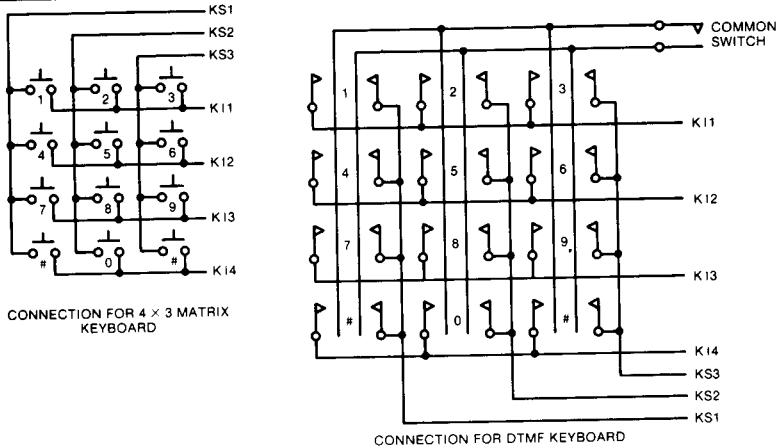 KS1
KS2
KS3
1 2 3
KI1
4 5 6
KI2
7 8 9
KI3
# 0 #
KI4
CONNECTION FOR 4 × 3 MATRIX
KEYBOARD
COMMON
SWITCH
1 2 3
KI1
4 5 6
KI2
7 8 9
KI3
# 0 #
KI4
KS3
KS2
KS1
CONNECTION FOR DTMF KEYBOARD